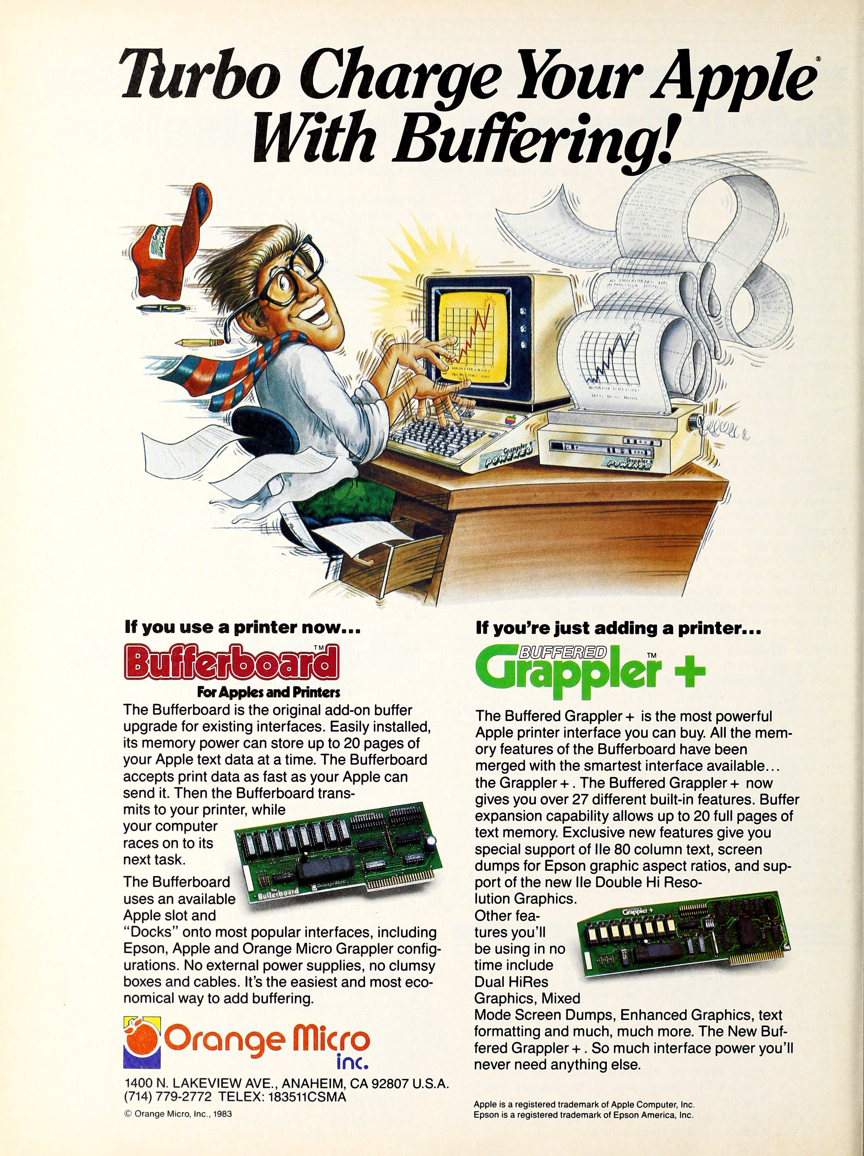 Turbo Charge Your Apple®
With Buffering!
Grappler
POWERED
Grappler
POWERED
If you use a printer now...
Bufferboard™
For Apples and Printers
The Bufferboard is the original add-on buffer
upgrade for existing interfaces. Easily installed,
its memory power can store up to 20 pages of
your Apple text data at a time. The Bufferboard
accepts print data as fast as your Apple can
send it. Then the Bufferboard trans-
mits to your printer, while
your computer
races on to its
next task.
The Bufferboard
uses an available
Apple slot and
“Docks” onto most popular interfaces, including
Epson, Apple and Orange Micro Grappler config-
urations. No external power supplies, no clumsy
boxes and cables. It’s the easiest and most eco-
nomical way to add buffering.
The
Bufferboard
Orange Micro
Orange Micro
inc.
1400 N. LAKEVIEW AVE., ANAHEIM, CA 92807 U.S.A.
(714) 779-2772 TELEX: 183511CSMA
© Orange Micro, Inc., 1983
If you’re just adding a printer...
BUFFERED
Grappler™ +
The Buffered Grappler + is the most powerful
Apple printer interface you can buy. All the mem-
ory features of the Bufferboard have been
merged with the smartest interface available...
the Grappler + . The Buffered Grappler + now
gives you over 27 different built-in features. Buffer
expansion capability allows up to 20 full pages of
text memory. Exclusive new features give you
special support of IIe 80 column text, screen
dumps for Epson graphic aspect ratios, and sup-
port of the new IIe Double Hi Reso-
lution Graphics.
Other fea-
tures you’ll
be using in no
time include
Dual HiRes
Graphics, Mixed
Mode Screen Dumps, Enhanced Graphics, text
formatting and much, much more. The New Buf-
fered Grappler + . So much interface power you’ll
never need anything else.
Grappler +
Apple is a registered trademark of Apple Computer, Inc.
Epson is a registered trademark of Epson America, Inc.